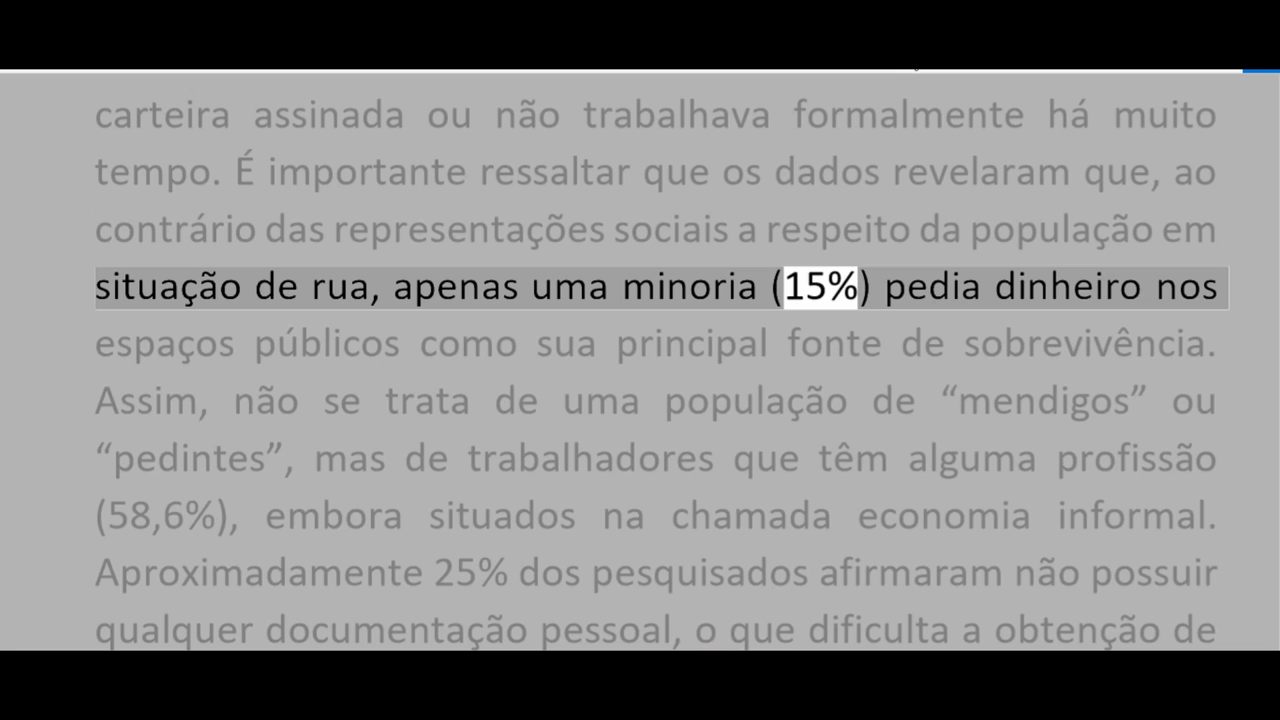 carteira assinada ou não trabalhava formalmente há muito
tempo. É importante ressaltar que os dados revelaram que, ao
contrário das representações sociais a respeito da população em
situação de rua, apenas uma minoria (15%) pedia dinheiro nos
espaços públicos como sua principal fonte de sobrevivência.
Assim, não se trata de uma população de “mendigos” ou
“pedintes”, mas de trabalhadores que têm alguma profissão
(58,6%), embora situados na chamada economia informal.
Aproximadamente 25% dos pesquisados afirmaram não possuir
qualquer documentação pessoal, o que dificulta a obtenção de